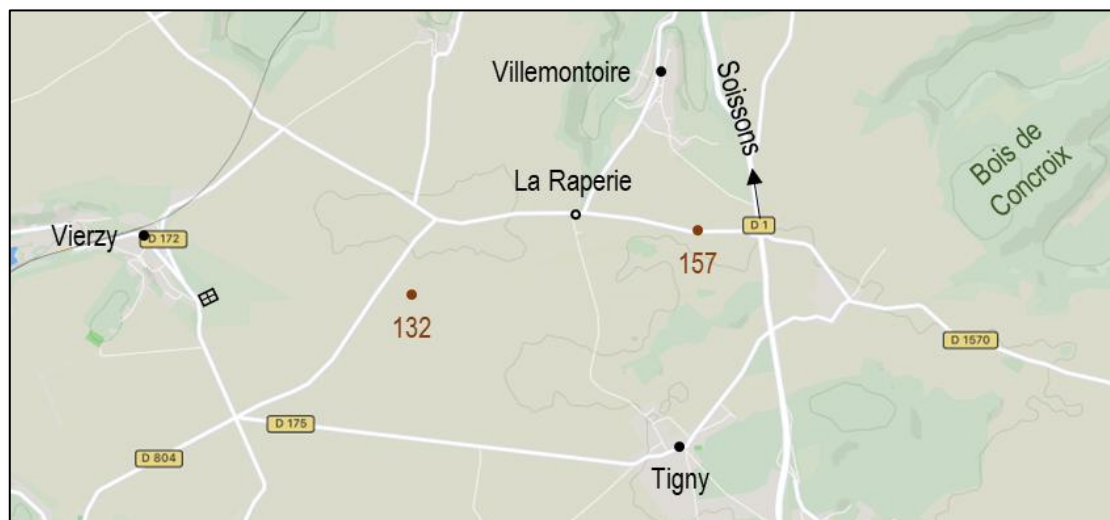 Villemontoire
Soissons
Bois de
Concroix
La Raperie
Vierzy
D 172
D 1
157
132
D 1570
D 175
D 804
Tigny